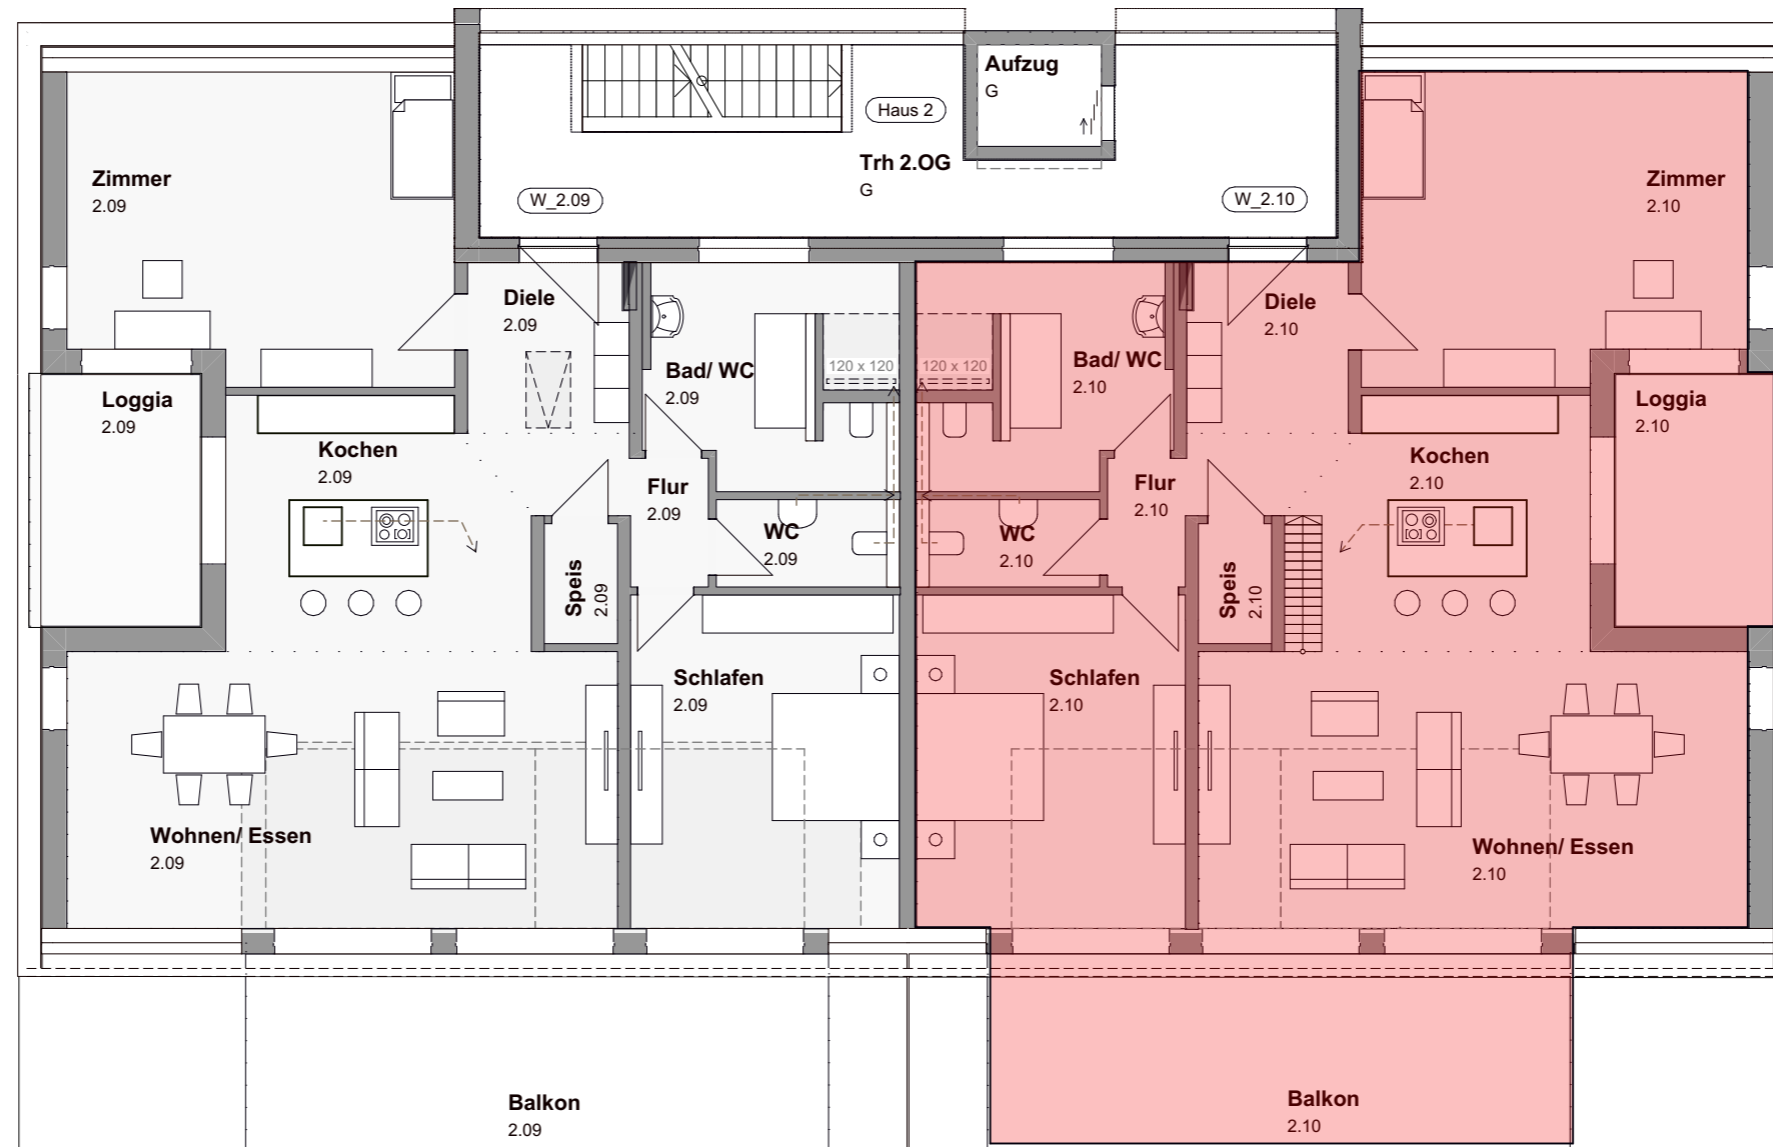 Aufzug
G
Haus 2
Trh 2.OG
G
Zimmer
2.09
W_2.09
W_2.10
Zimmer
2.10
Diele
2.09
Diele
2.10
Bad/ WC
2.09
120 x 120
120 x 120
Bad/ WC
2.10
Loggia
2.09
Loggia
2.10
Kochen
2.09
Kochen
2.10
Flur
2.09
Flur
2.10
WC
2.09
WC
2.10
Speis
2.09
Speis
2.10
Schlafen
2.09
Schlafen
2.10
Wohnen/ Essen
2.09
Wohnen/ Essen
2.10
Balkon
2.09
Balkon
2.10